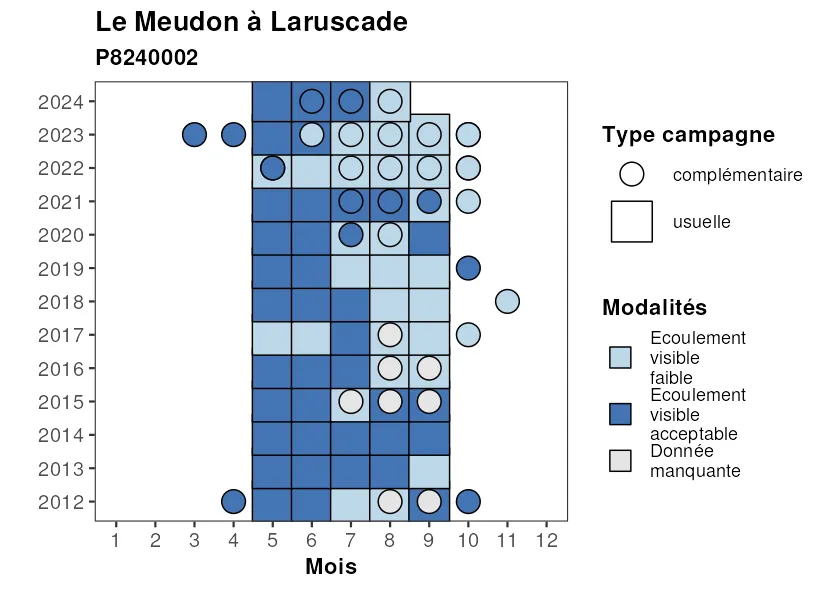 Le Meudon à Laruscade
P8240002
2024
2023
2022
2021
2020
2019
2018
2017
2016
2015
2014
2013
2012
1 2 3 4 5 6 7 8 9 10 11 12
Mois
Type campagne
complémentaire
usuelle
Modalités
Ecoulement
visible
faible
Ecoulement
visible
acceptable
Donnée
manquante